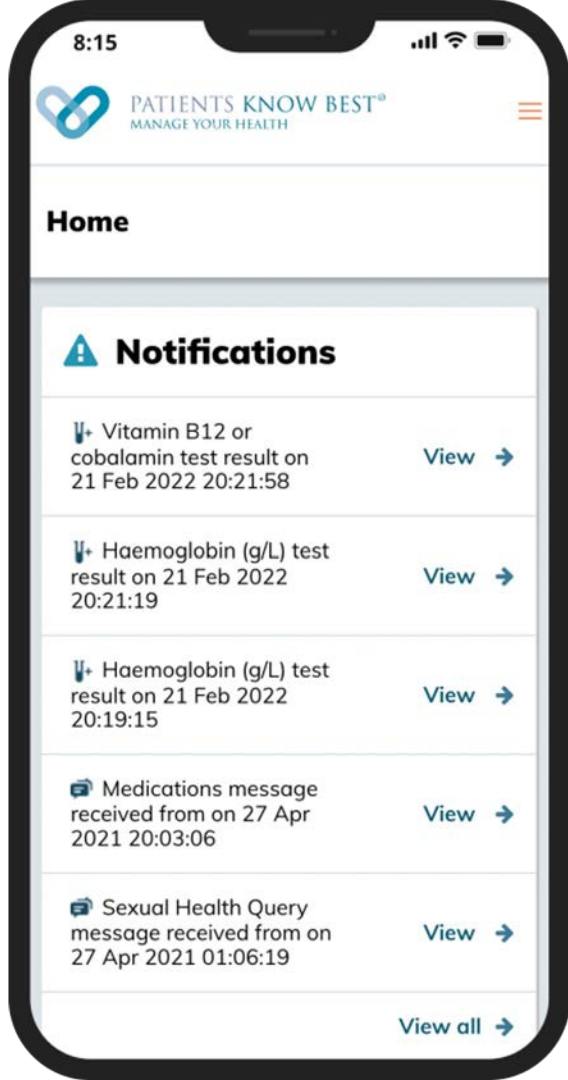 8:15
PATIENTS KNOW BEST®
MANAGE YOUR HEALTH
Home
Notifications
Vitamin B12 or
cobalamin test result on
21 Feb 2022 20:21:58
View
Haemoglobin (g/L) test
result on 21 Feb 2022
20:21:19
View
Haemoglobin (g/L) test
result on 21 Feb 2022
20:19:15
View
Medications message
received from on 27 Apr
2021 20:03:06
View
Sexual Health Query
message received from on
27 Apr 2021 01:06:19
View
View all